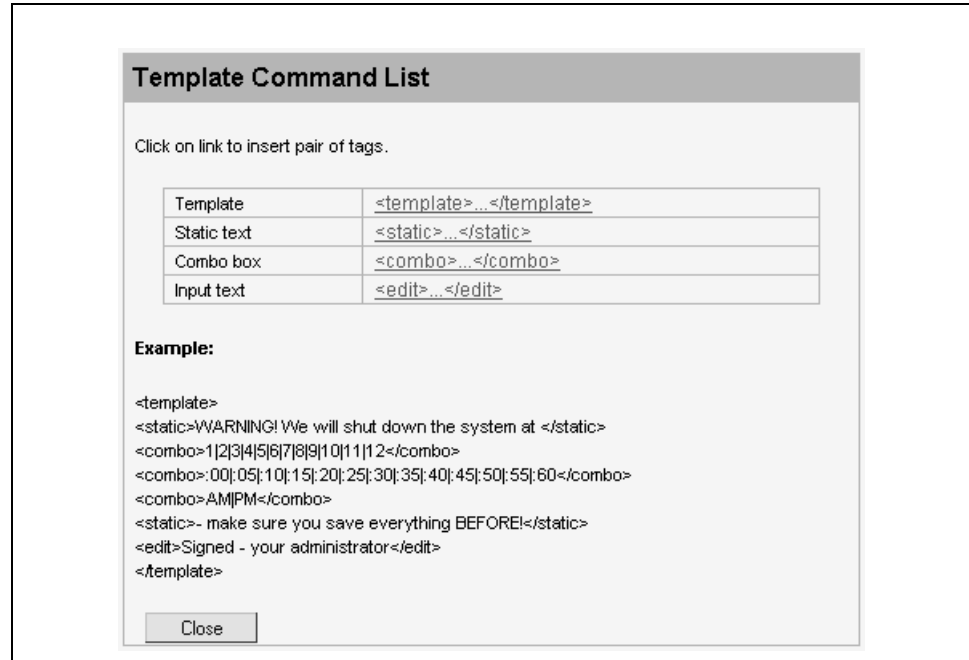 Template Command List
Click on link to insert pair of tags.
Template <template>...</template>
Static text <static>...</static>
Combo box <combo>...</combo>
Input text <edit>...</edit>
Example:
<template>
<static>WARNING! We will shut down the system at </static>
<combo>1|2|3|4|5|6|7|8|9|10|11|12</combo>
<combo>:00|:05|:10|:15|:20|:25|:30|:35|:40|:45|:50|:55|:60</combo>
<combo>AM|PM</combo>
<static>- make sure you save everything BEFORE!</static>
<edit>Signed - your administrator</edit>
</template>
Close